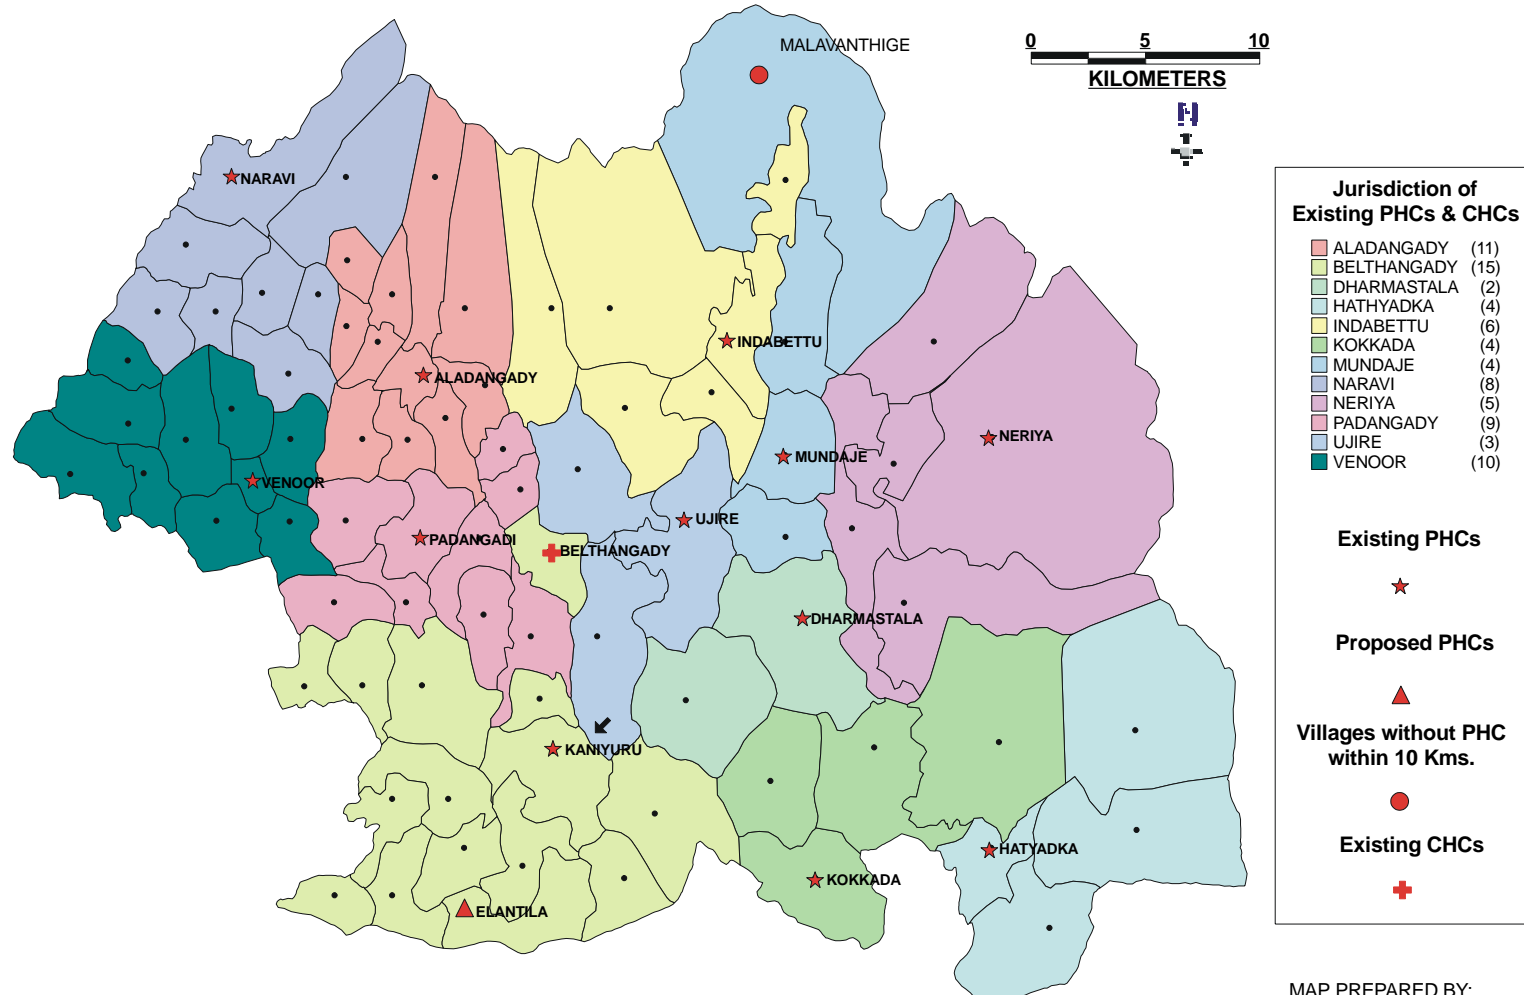 MALAVANTHIGE
0 5 10
KILOMETERS
N
NARAVI
INDABETTU
ALADANGADY
NERIYA
MUNDAJE
VENOOR
UJIRE
PADANGADI
BELTHANGADY
DHARMASTALA
KANIYURU
HATYADKA
KOKKADA
ELANTILA
Jurisdiction of
Existing PHCs & CHCs
ALADANGADY (11)
BELTHANGADY (15)
DHARMASTALA (2)
HATHYADKA (4)
INDABETTU (6)
KOKKADA (4)
MUNDAJE (4)
NARAVI (8)
NERIYA (5)
PADANGADY (9)
UJIRE (3)
VENOOR (10)
Existing PHCs
Proposed PHCs
Villages without PHC
within 10 Kms.
Existing CHCs
MAP PREPARED BY: